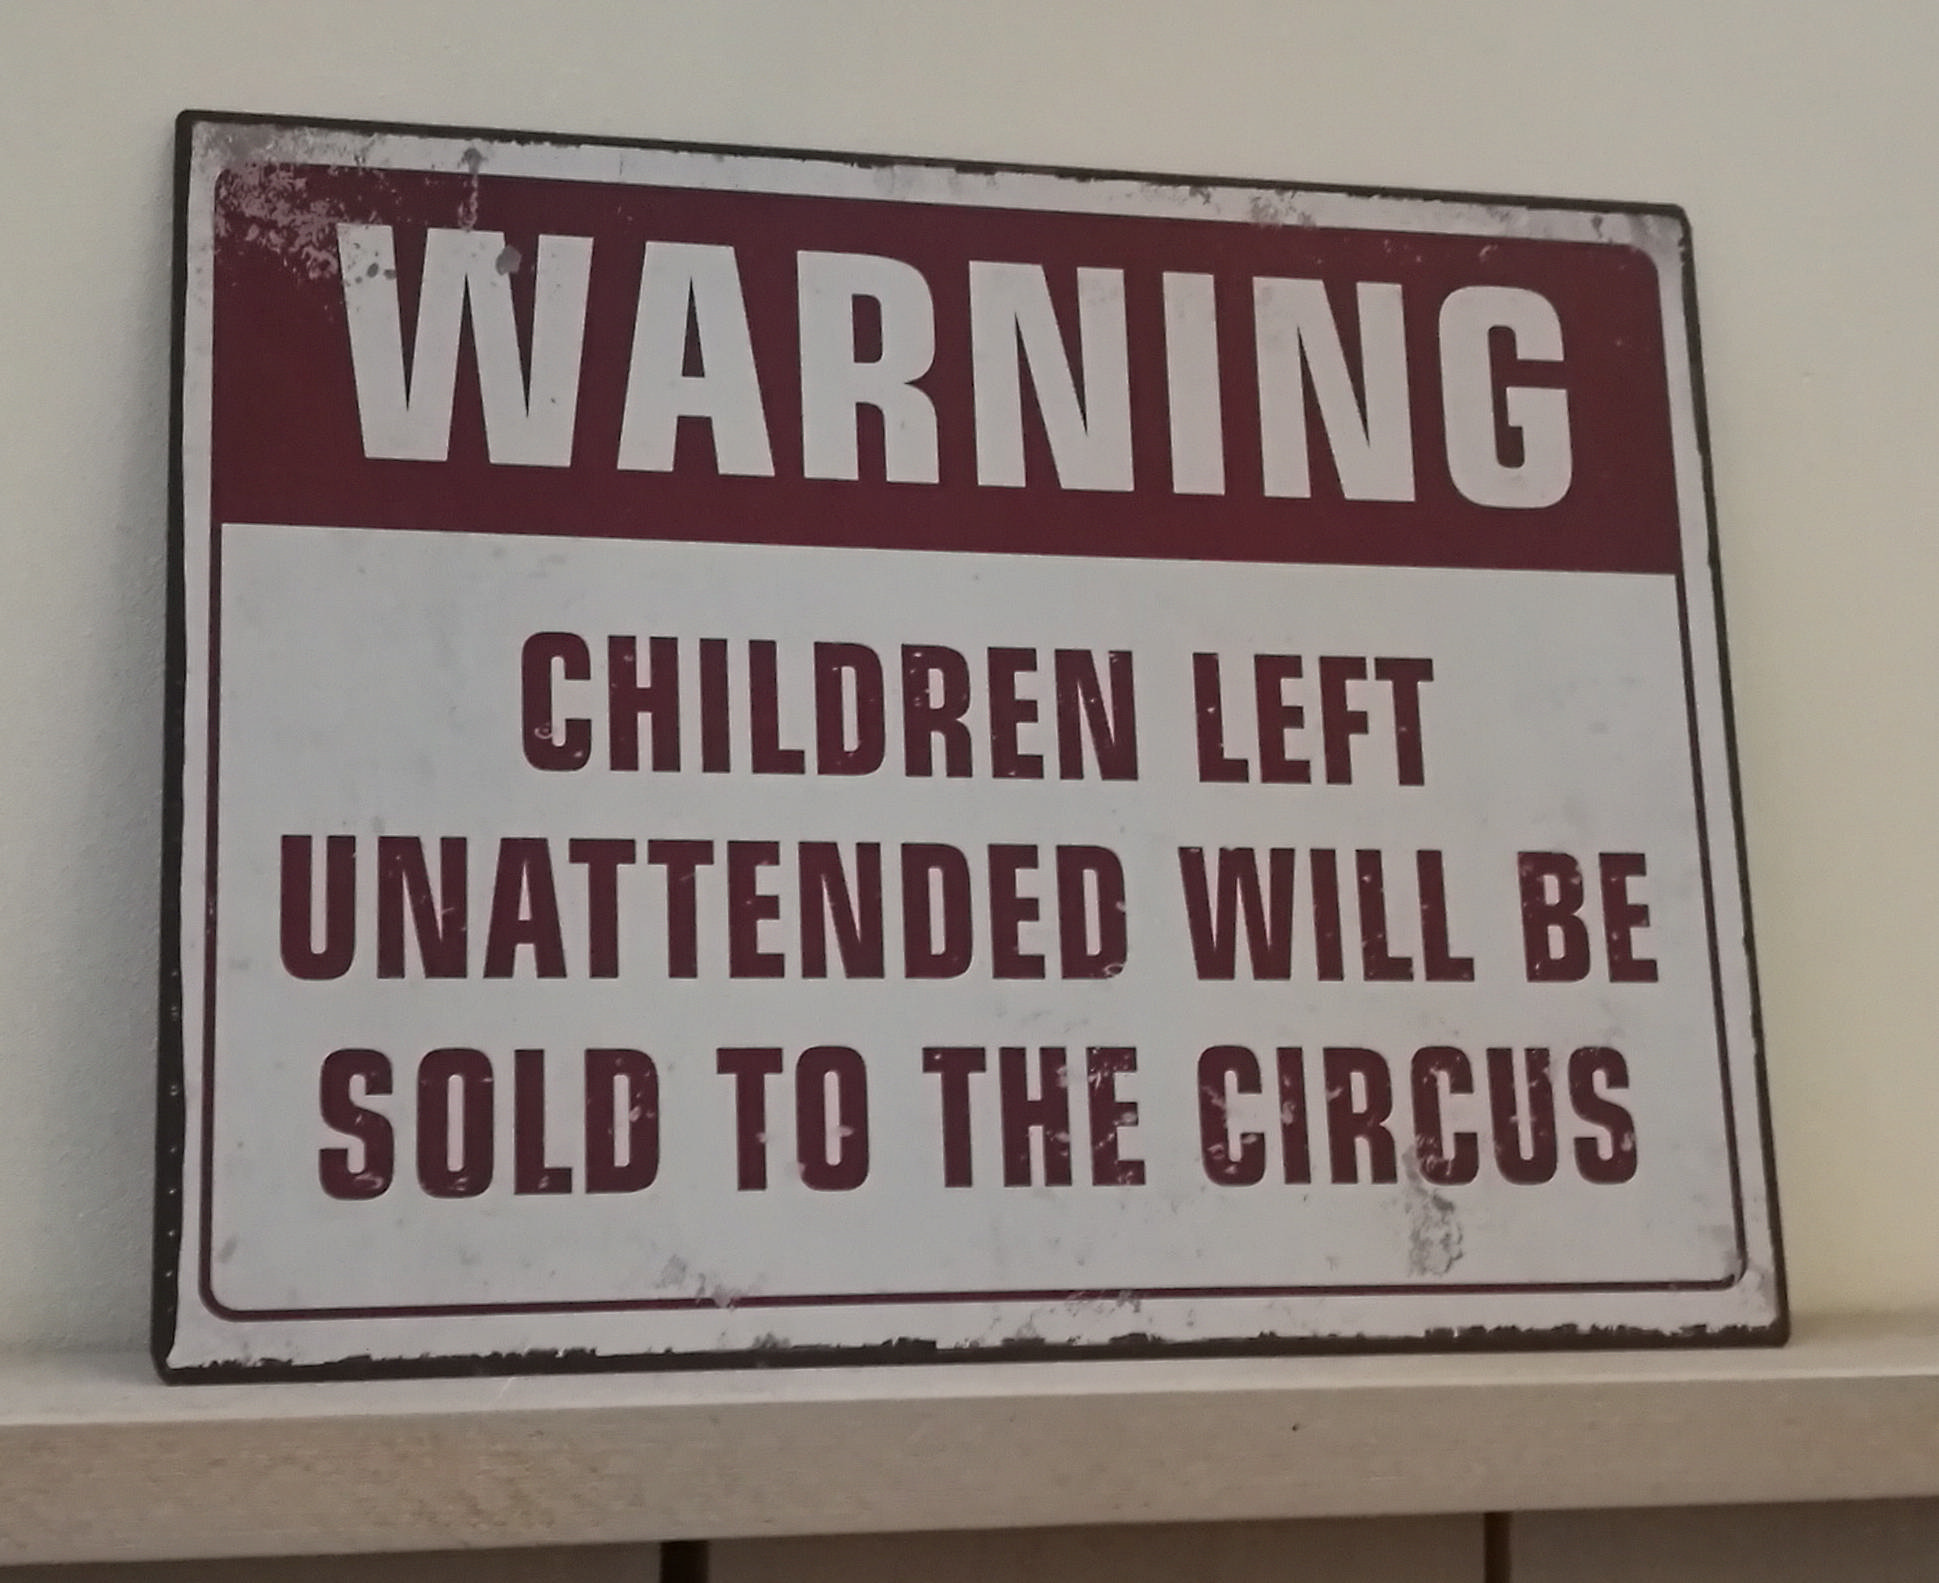 WARNING
CHILDREN LEFT
UNATTENDED WILL BE
SOLD TO THE CIRCUS